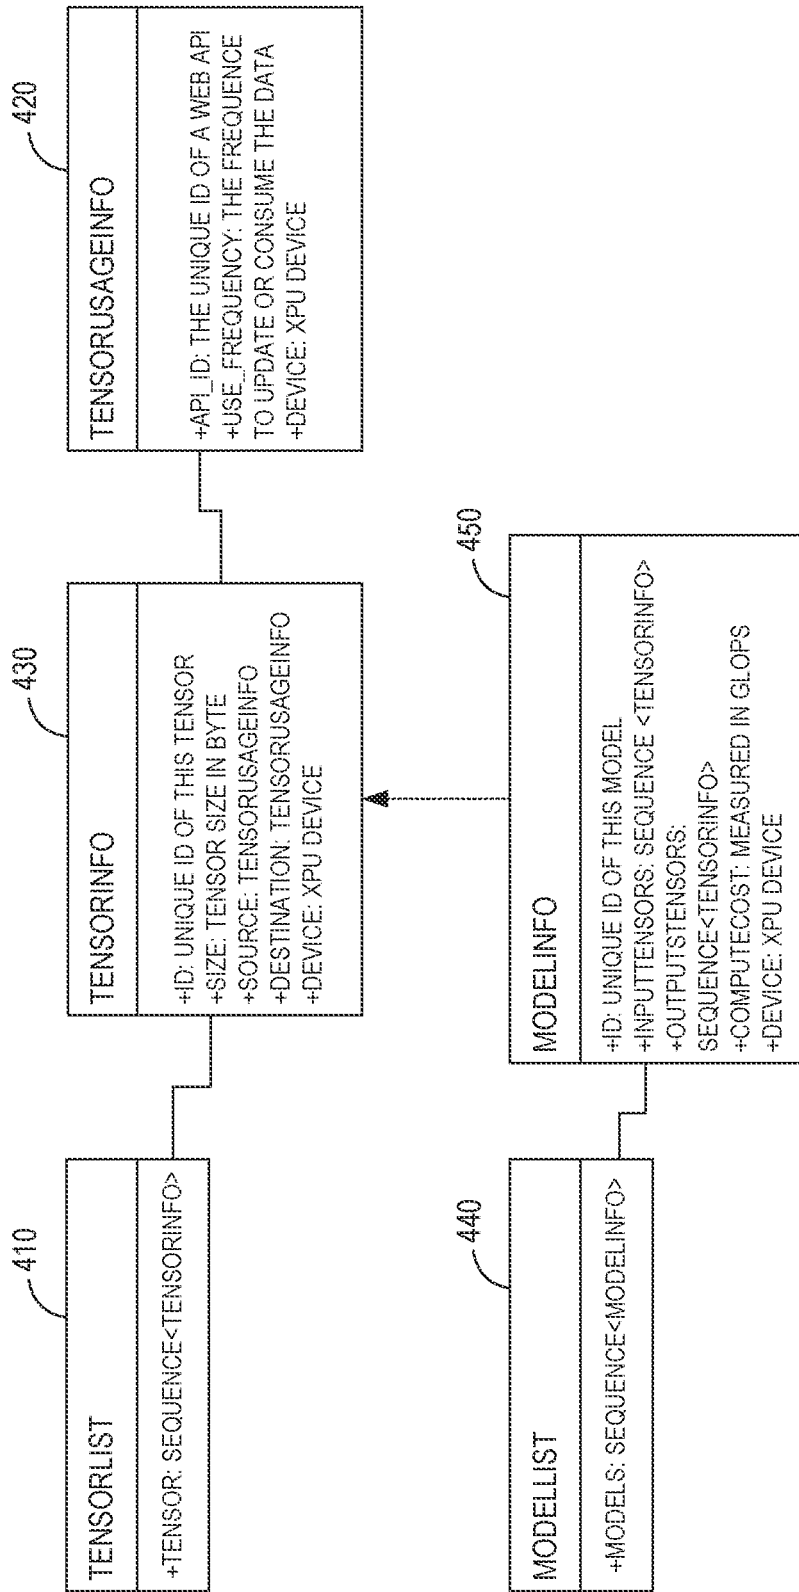 410
TENSORLIST
+TENSOR: SEQUENCE<TENSORINFO>
430
TENSORINFO
+ID: UNIQUE ID OF THIS TENSOR
+SIZE: TENSOR SIZE IN BYTE
+SOURCE: TENSORUSAGEINFO
+DESTINATION: TENSORUSAGEINFO
+DEVICE: XPU DEVICE
420
TENSORUSAGEINFO
+API_ID: THE UNIQUE ID OF A WEB API
+USE_FREQUENCY: THE FREQUENCE
TO UPDATE OR CONSUME THE DATA
+DEVICE: XPU DEVICE
440
MODELLIST
+MODELS: SEQUENCE<MODELINFO>
450
MODELINFO
+ID: UNIQUE ID OF THIS MODEL
+INPUTTENSORS: SEQUENCE <TENSORINFO>
+OUTPUTSTENSORS:
SEQUENCE<TENSORINFO>
+COMPUTECOST: MEASURED IN GLOPS
+DEVICE: XPU DEVICE